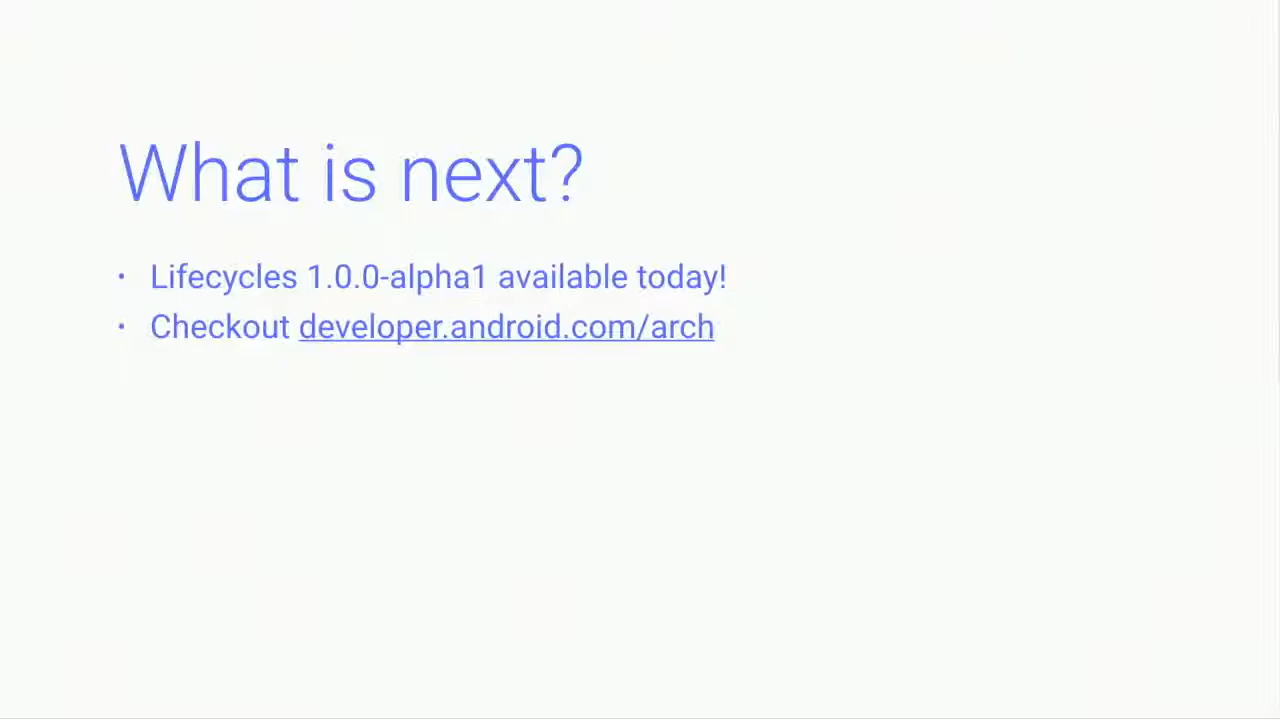 What is next?
• Lifecycles 1.0.0-alpha1 available today!
• Checkout developer.android.com/arch